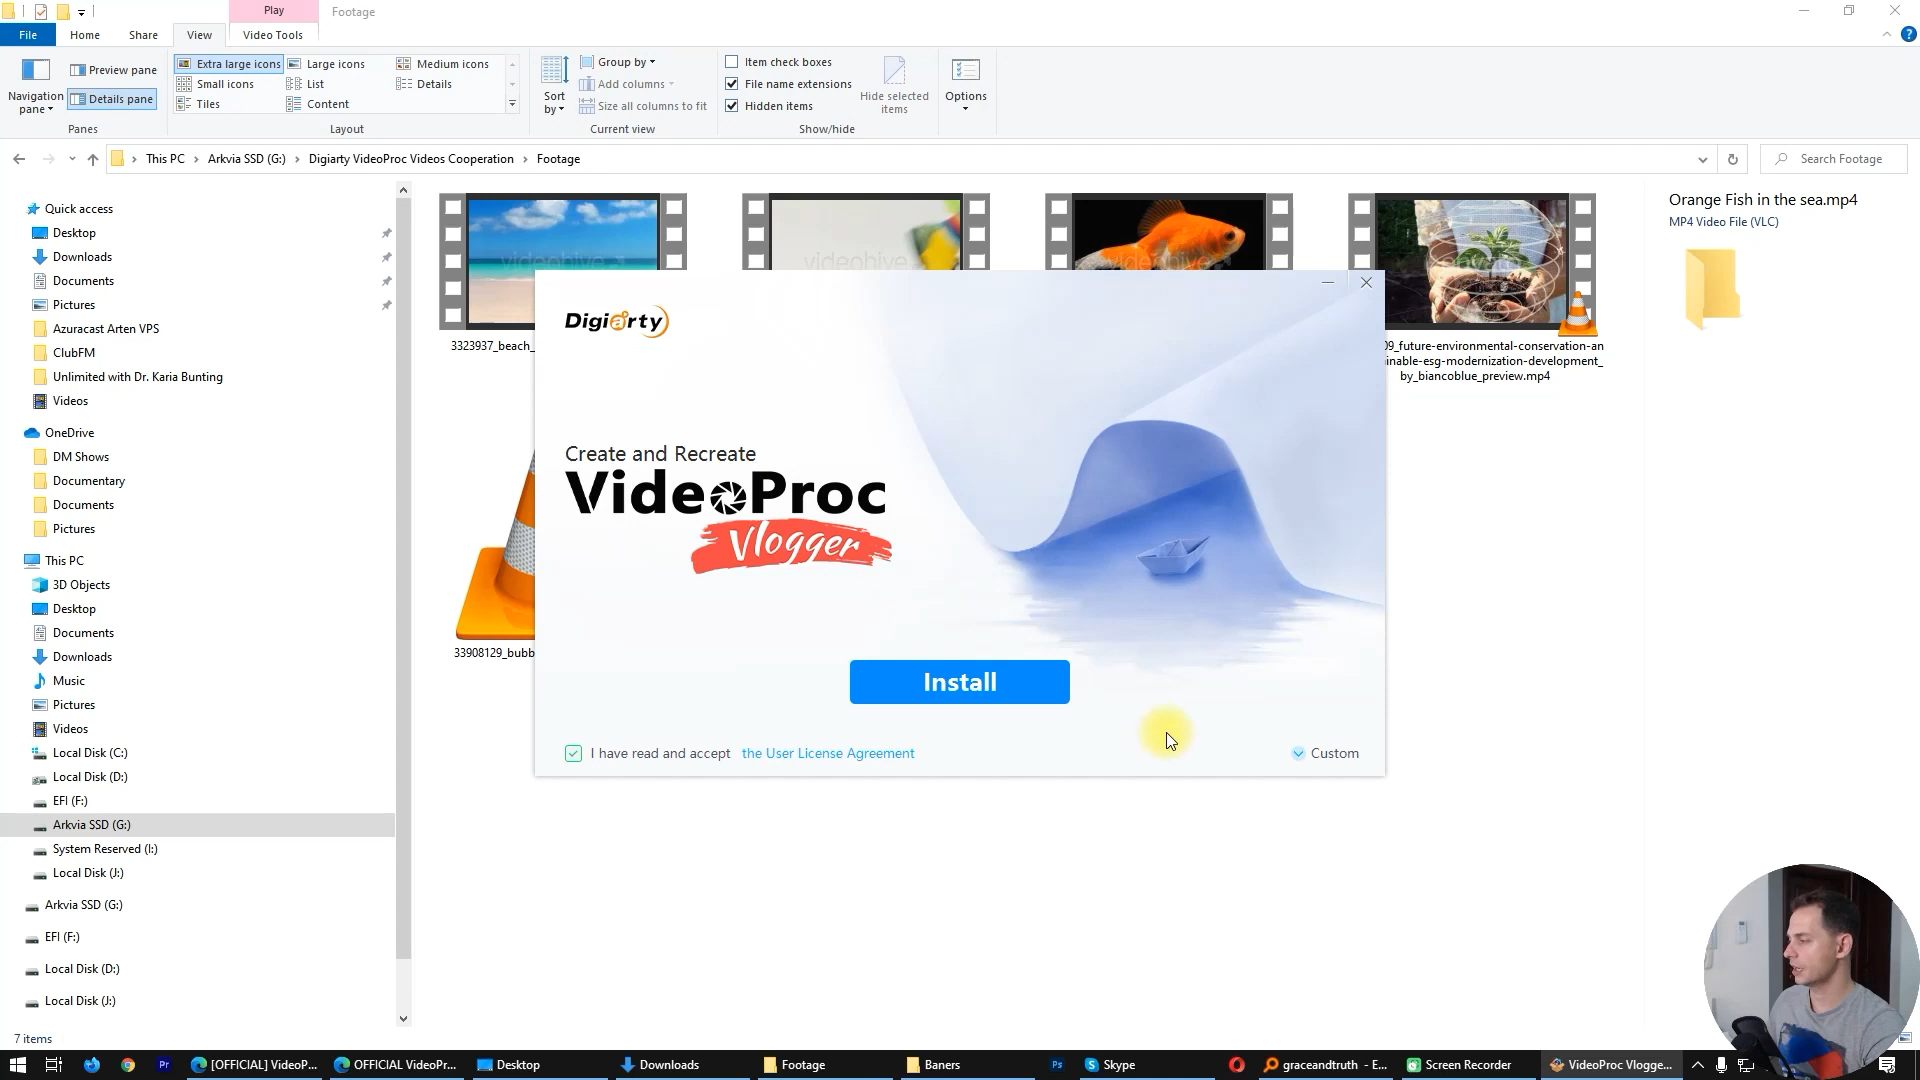 Play
Footage
File
Home
Share
View
Video Tools
Navigation
pane
Preview pane
Details pane
Panes
Extra large icons
Large icons
Medium icons
Small icons
List
Details
Tiles
Content
Layout
Sort
by
Group by
Add columns
Size all columns to fit
Current view
Item check boxes
File name extensions
Hidden items
Hide selected
items
Show/hide
Options
This PC
Arkvia SSD (G:)
Digiarty VideoProc Videos Cooperation
Footage
Search Footage
Quick access
Desktop
Downloads
Documents
Pictures
Azuracast Arten VPS
ClubFM
Unlimited with Dr. Karia Bunting
Videos
OneDrive
DM Shows
Documentary
Documents
Pictures
This PC
3D Objects
Desktop
Documents
Downloads
Music
Pictures
Videos
Local Disk (C:)
Local Disk (D:)
EFI (F:)
Arkvia SSD (G:)
System Reserved (I:)
Local Disk (J:)
Arkvia SSD (G:)
EFI (F:)
Local Disk (D:)
Local Disk (J:)
7 items
3323937_beach_
09_future-environmental-conservation-an
inable-esg-modernization-development_
by_biancoblue_preview.mp4
33908129_bubb
Orange Fish in the sea.mp4
MP4 Video File (VLC)
Digiarty
Create and Recreate
VideoProc
Vlogger
Install
I have read and accept the User License Agreement
Custom
[OFFICIAL] VideoP...
OFFICIAL VideoPr...
Desktop
Downloads
Footage
Baners
Skype
graceandtruth - E...
Screen Recorder
VideoProc Vlogge...